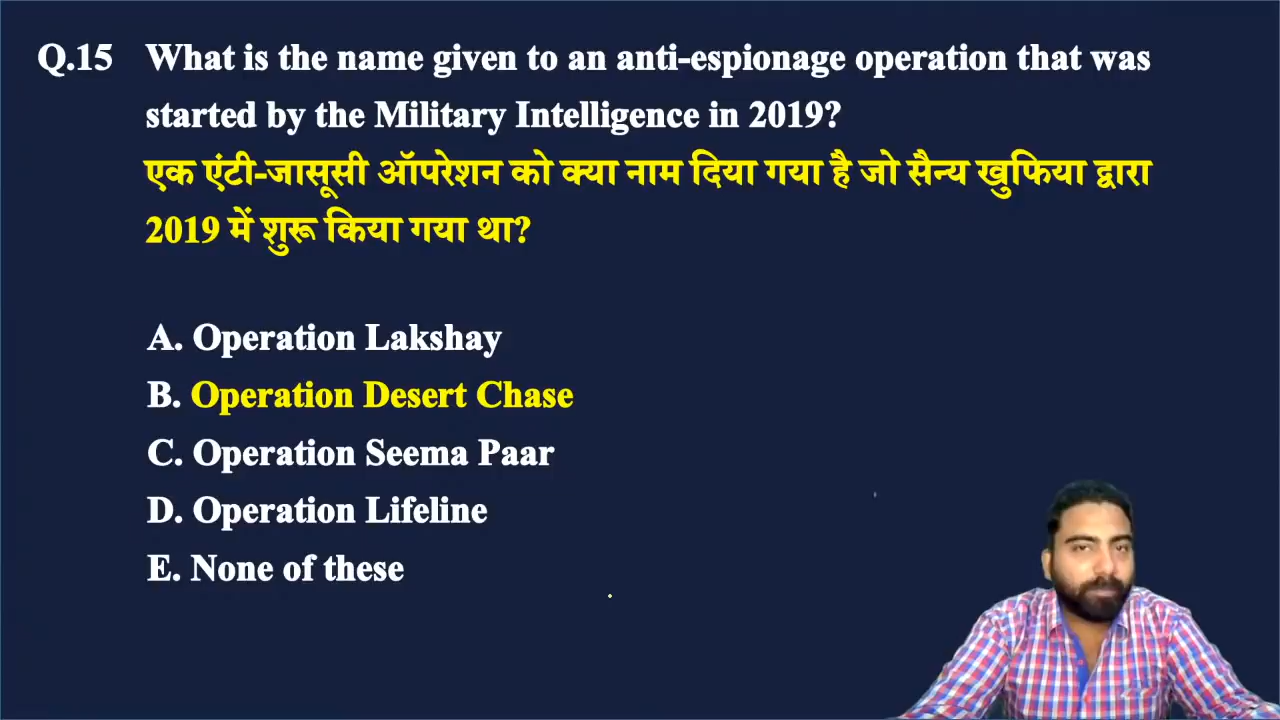 Q.15 What is the name given to an anti-espionage operation that was
started by the Military Intelligence in 2019?
एक एंटी-जासूसी ऑपरेशन को क्या नाम दिया गया है जो सैन्य खुफिया द्वारा
2019 में शुरू किया गया था?
A. Operation Lakshay
B. Operation Desert Chase
C. Operation Seema Paar
D. Operation Lifeline
E. None of these